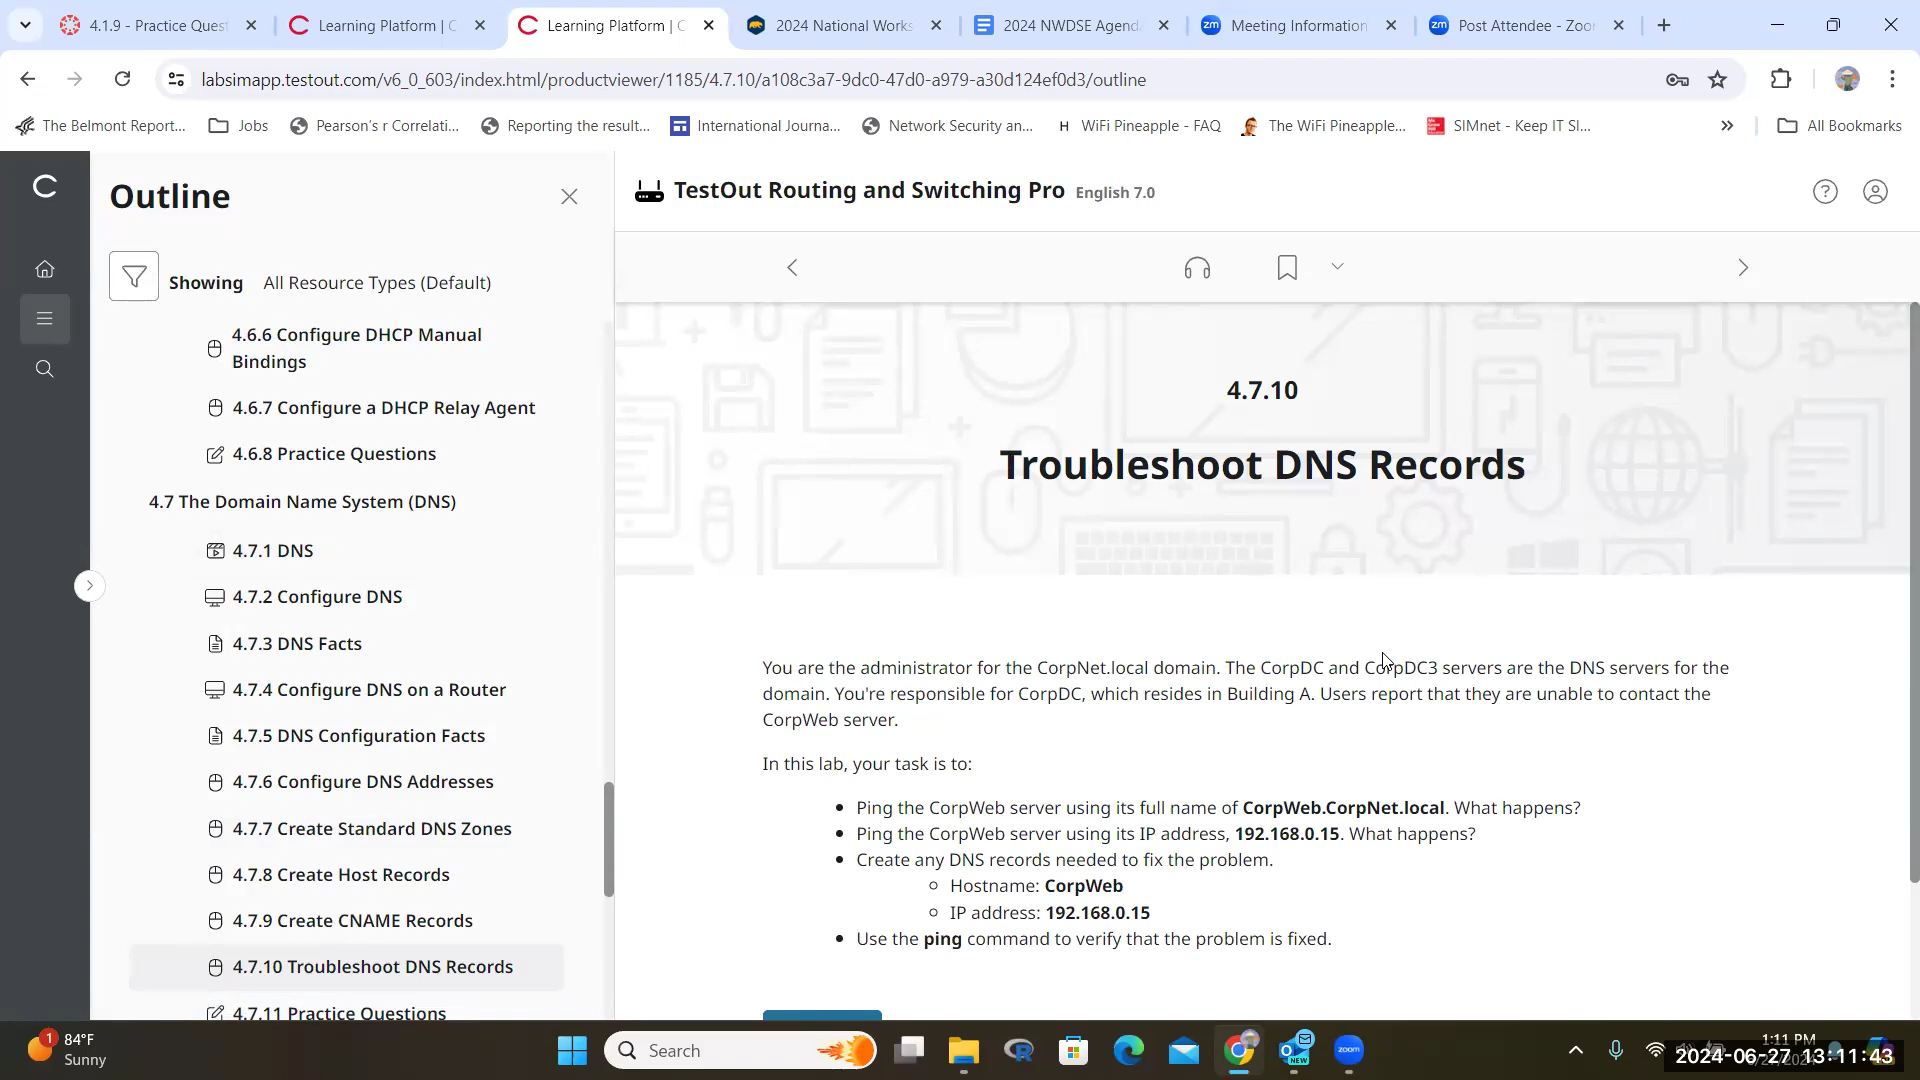 4.1.9 - Practice Quest
Learning Platform | C
Learning Platform | C
2024 National Works
2024 NWDSE Agend
zm
Meeting Information
zm
Post Attendee - Zoo
labsimapp.testout.com/v6_0_603/index.html/productviewer/1185/4.7.10/a108c3a7-9dc0-47d0-a979-a30d124ef0d3/outline
The Belmont Report...
Jobs
Pearson's r Correlati...
Reporting the result...
International Journa...
Network Security an...
H WiFi Pineapple - FAQ
The WiFi Pineapple...
SIMnet - Keep IT SI...
All Bookmarks
Outline
TestOut Routing and Switching Pro English 7.0
Showing All Resource Types (Default)
4.6.6 Configure DHCP Manual
Bindings
4.6.7 Configure a DHCP Relay Agent
4.6.8 Practice Questions
4.7 The Domain Name System (DNS)
4.7.1 DNS
4.7.2 Configure DNS
4.7.3 DNS Facts
4.7.4 Configure DNS on a Router
4.7.5 DNS Configuration Facts
4.7.6 Configure DNS Addresses
4.7.7 Create Standard DNS Zones
4.7.8 Create Host Records
4.7.9 Create CNAME Records
4.7.10 Troubleshoot DNS Records
4.7.11 Practice Questions
4.7.10
Troubleshoot DNS Records
You are the administrator for the CorpNet.local domain. The CorpDC and CorpDC3 servers are the DNS servers for the
domain. You're responsible for CorpDC, which resides in Building A. Users report that they are unable to contact the
CorpWeb server.
In this lab, your task is to:
• Ping the CorpWeb server using its full name of CorpWeb.CorpNet.local. What happens?
• Ping the CorpWeb server using its IP address, 192.168.0.15. What happens?
• Create any DNS records needed to fix the problem.
○ Hostname: CorpWeb
○ IP address: 192.168.0.15
• Use the ping command to verify that the problem is fixed.
1
84°F
Sunny
Search
NEW
zoom
1:11 PM
2024-06-27 13:11:43